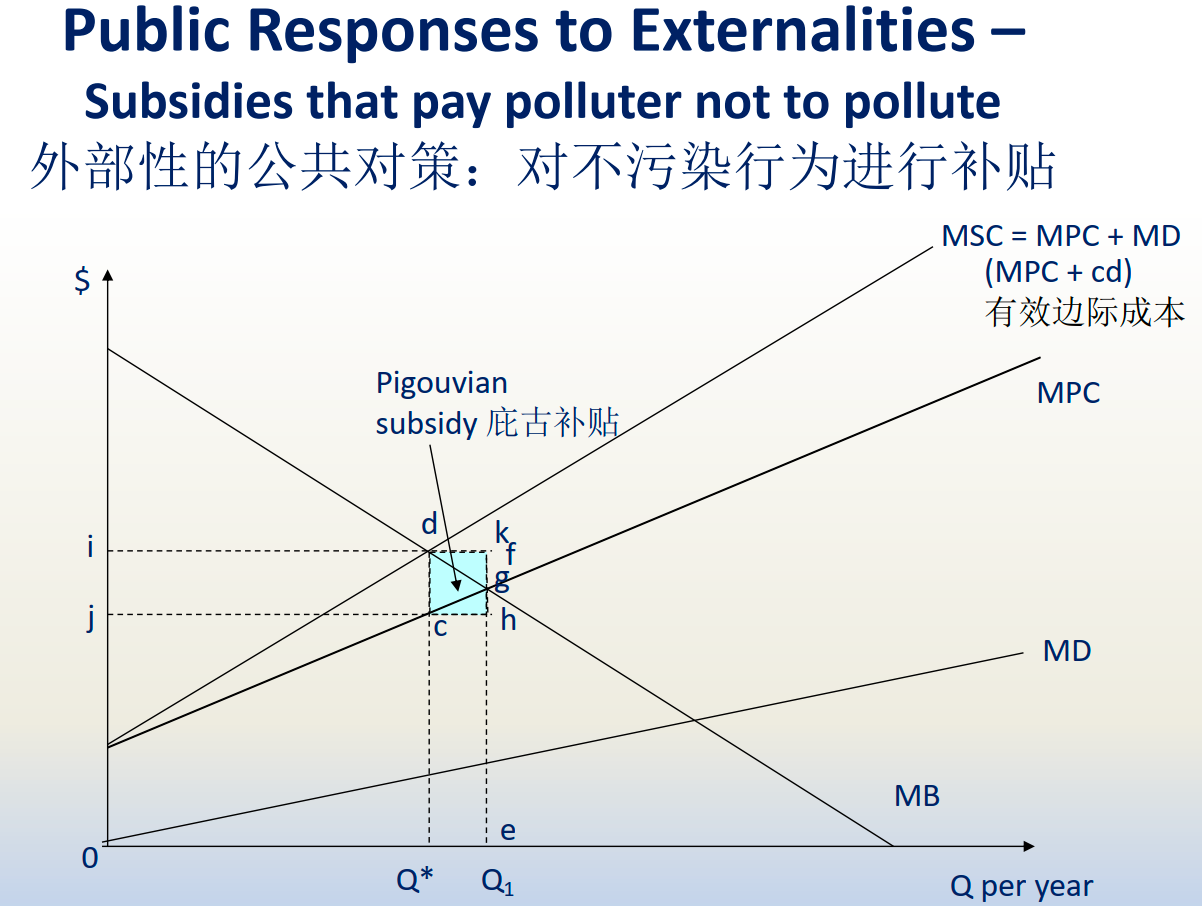 Public Responses to Externalities –
Subsidies that pay polluter not to pollute
外部性的公共对策：对不污染行为进行补贴
MSC = MPC + MD
(MPC + cd)
有效边际成本
$
Pigouvian
subsidy 庇古补贴
MPC
d
k
i
f
g
j
c
h
MD
MB
e
0
Q*
Q₁
Q per year